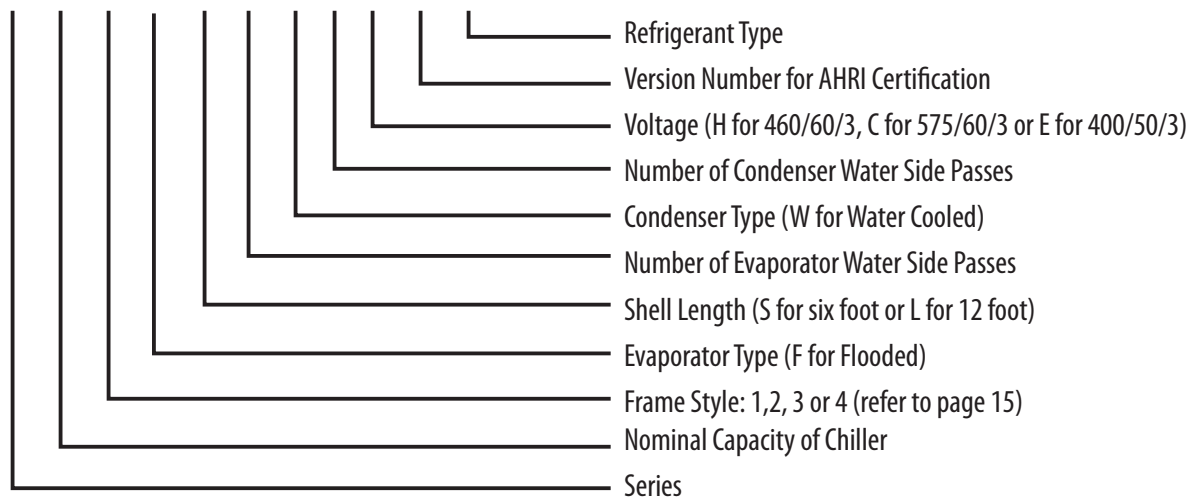 Refrigerant Type
Version Number for AHRI Certification
Voltage (H for 460/60/3, C for 575/60/3 or E for 400/50/3)
Number of Condenser Water Side Passes
Condenser Type (W for Water Cooled)
Number of Evaporator Water Side Passes
Shell Length (S for six foot or L for 12 foot)
Evaporator Type (F for Flooded)
Frame Style: 1,2, 3 or 4 (refer to page 15)
Nominal Capacity of Chiller
Series